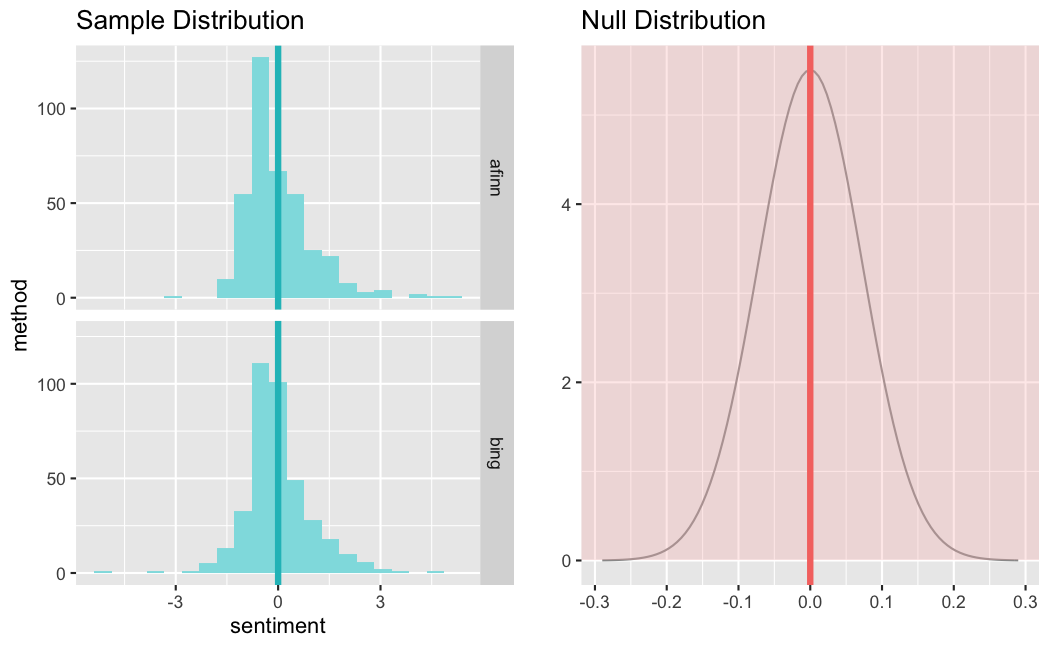 Sample Distribution
100
50
0
afinn
100
50
0
bing
-3 0 3
sentiment
method
Null Distribution
4
2
0
-0.3 -0.2 -0.1 0.0 0.1 0.2 0.3